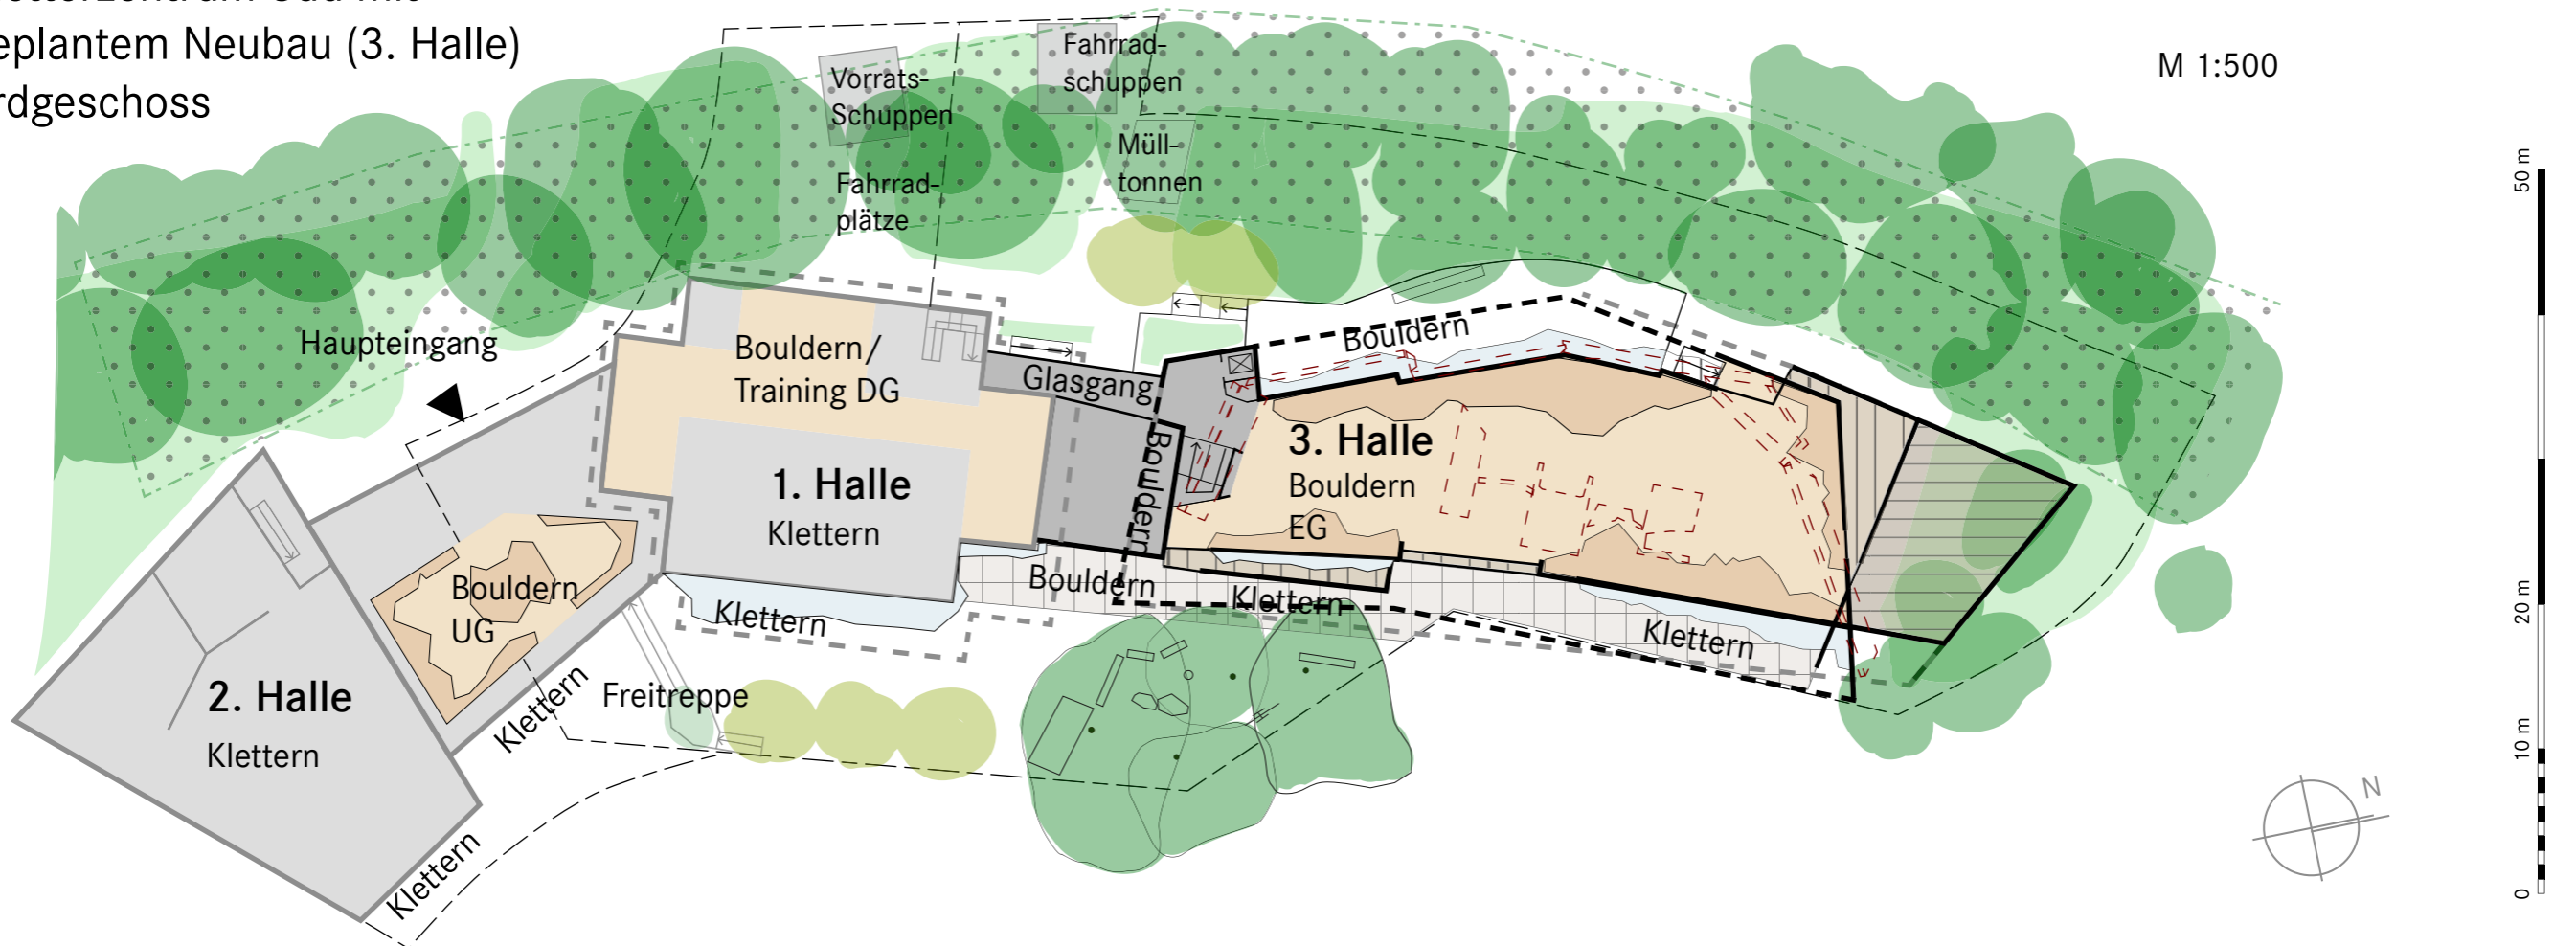 eplantem Neubau (3. Halle)
rdgeschoss
M 1:500
Vorrats-
Schuppen
Fahrrad-
schuppen
Müll-
tonnen
Fahrrad-
plätze
Haupteingang
Bouldern/
Training DG
Glasgang
Bouldern
Bouldern
1. Halle
Klettern
3. Halle
Bouldern
EG
Bouldern
UG
2. Halle
Klettern
Klettern
Klettern
Freitreppe
Klettern
Bouldern
Klettern
Klettern
50 m
20 m
10 m
0
N